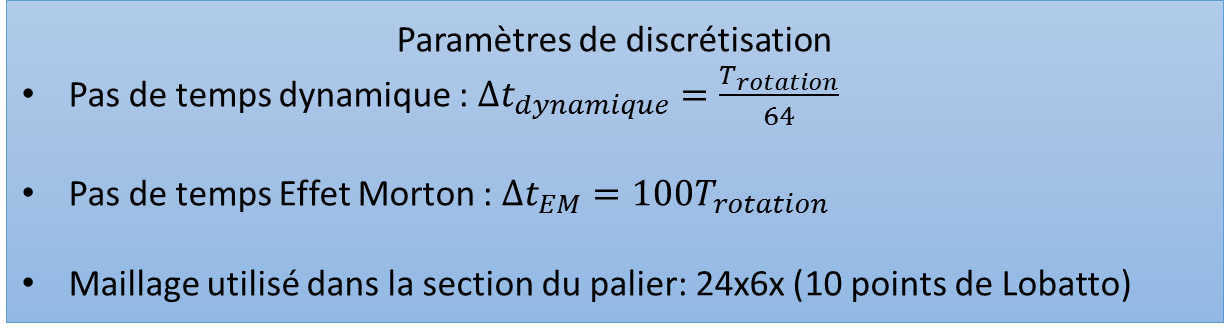 Paramètres de discrétisation
• Pas de temps dynamique : Δt_dynamique = T_rotation/64
• Pas de temps Effet Morton : Δt_EM = 100T_rotation
• Maillage utilisé dans la section du palier: 24x6x (10 points de Lobatto)